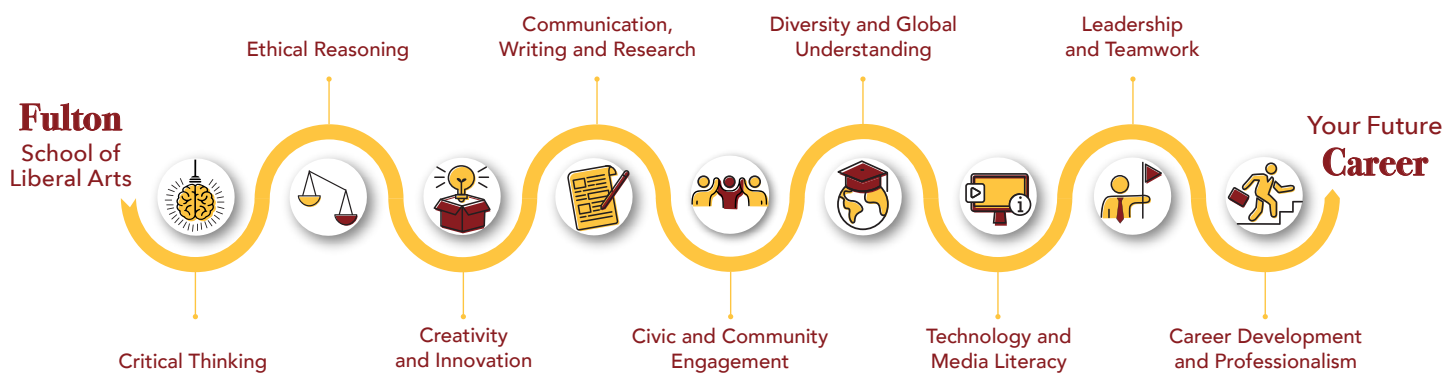 Fulton
School of
Liberal Arts
Critical Thinking
Ethical Reasoning
Creativity
and Innovation
Communication,
Writing and Research
Civic and Community
Engagement
Diversity and Global
Understanding
Technology and
Media Literacy
Leadership
and Teamwork
Career Development
and Professionalism
Your Future
Career